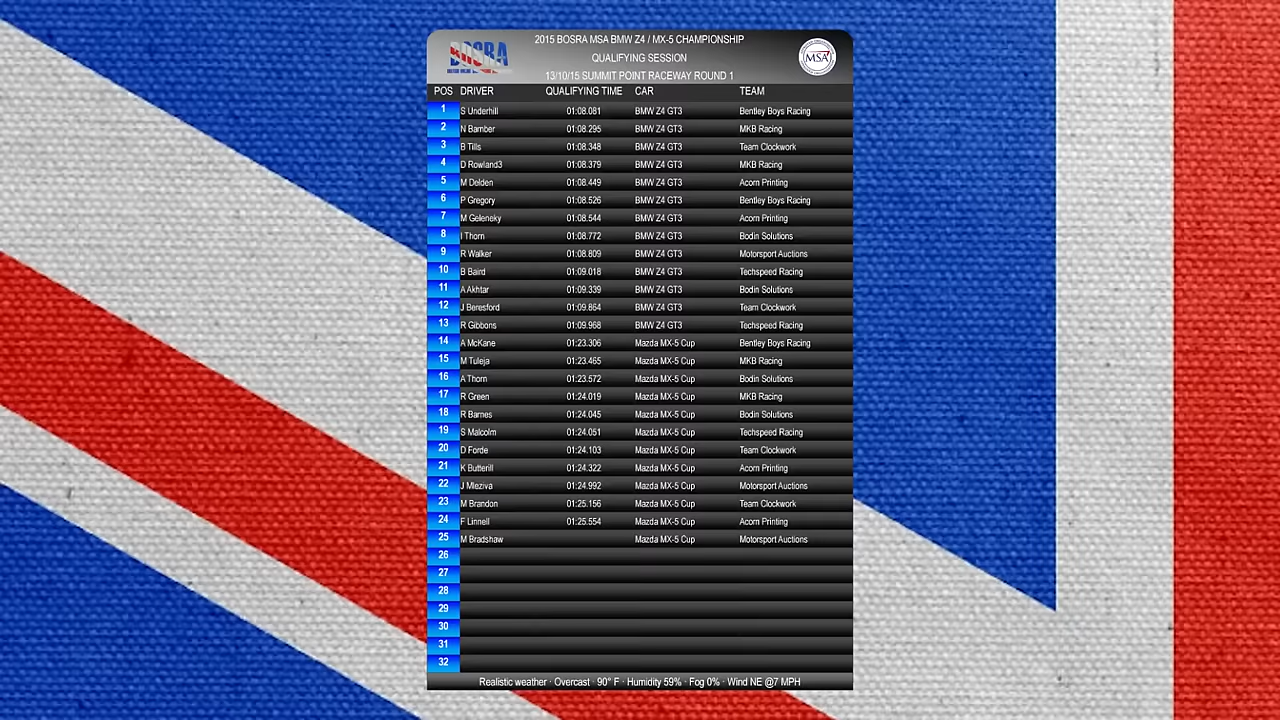 BOSRA
2015 BOSRA MSA BMW Z4 / MX-5 CHAMPIONSHIP
QUALIFYING SESSION
13/10/15 SUMMIT POINT RACEWAY ROUND 1
MSA
POS DRIVER QUALIFYING TIME CAR TEAM
1 S Underhill 01:08.081 BMW Z4 GT3 Bentley Boys Racing
2 N Bamber 01:08.295 BMW Z4 GT3 MKB Racing
3 B Tills 01:08.348 BMW Z4 GT3 Team Clockwork
4 D Rowland3 01:08.379 BMW Z4 GT3 MKB Racing
5 M Delden 01:08.449 BMW Z4 GT3 Acorn Printing
6 P Gregory 01:08.526 BMW Z4 GT3 Bentley Boys Racing
7 M Geleneky 01:08.544 BMW Z4 GT3 Acorn Printing
8 I Thorn 01:08.772 BMW Z4 GT3 Bodin Solutions
9 R Walker 01:08.809 BMW Z4 GT3 Motorsport Auctions
10 B Baird 01:09.018 BMW Z4 GT3 Techspeed Racing
11 A Akhtar 01:09.339 BMW Z4 GT3 Bodin Solutions
12 J Beresford 01:09.864 BMW Z4 GT3 Team Clockwork
13 R Gibbons 01:09.968 BMW Z4 GT3 Techspeed Racing
14 A McKane 01:23.306 Mazda MX-5 Cup Bentley Boys Racing
15 M Tuleja 01:23.465 Mazda MX-5 Cup MKB Racing
16 A Thorn 01:23.572 Mazda MX-5 Cup Bodin Solutions
17 R Green 01:24.019 Mazda MX-5 Cup MKB Racing
18 R Barnes 01:24.045 Mazda MX-5 Cup Bodin Solutions
19 S Malcolm 01:24.051 Mazda MX-5 Cup Techspeed Racing
20 D Forde 01:24.103 Mazda MX-5 Cup Team Clockwork
21 K Butterill 01:24.322 Mazda MX-5 Cup Acorn Printing
22 J Mleziva 01:24.992 Mazda MX-5 Cup Motorsport Auctions
23 M Brandon 01:25.156 Mazda MX-5 Cup Team Clockwork
24 F Linnell 01:25.554 Mazda MX-5 Cup Acorn Printing
25 M Bradshaw Mazda MX-5 Cup Motorsport Auctions
26
27
28
29
30
31
32
Realistic weather · Overcast · 90° F · Humidity 59% · Fog 0% · Wind NE @7 MPH